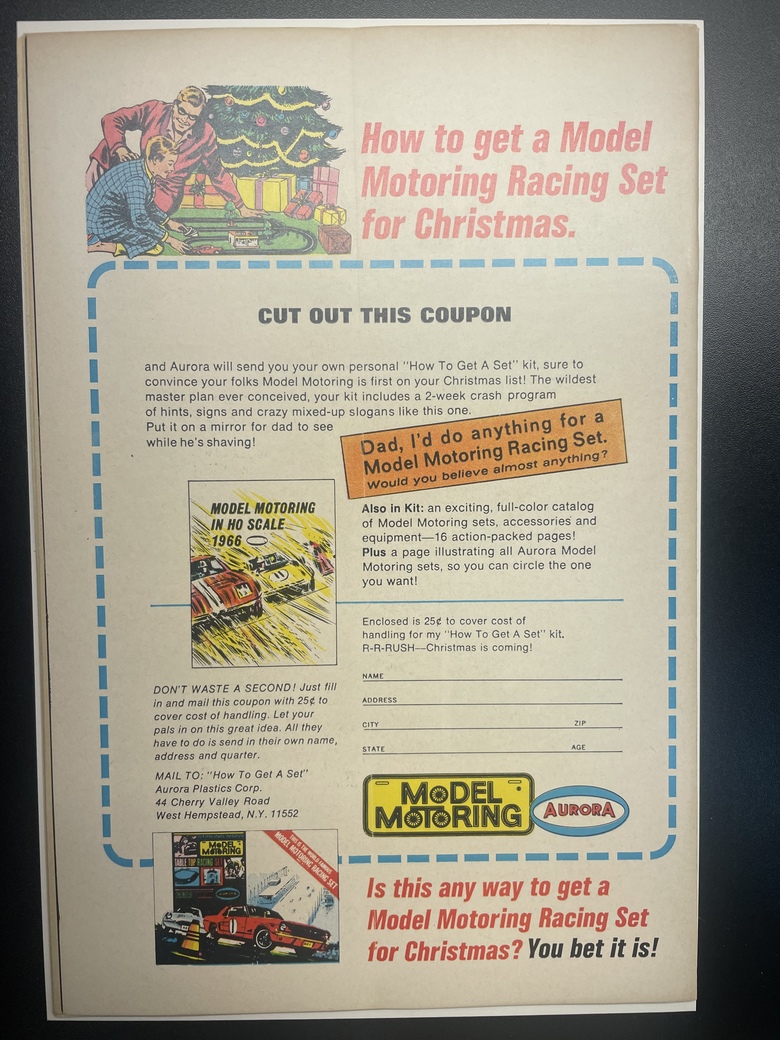 How to get a Model
Motoring Racing Set
for Christmas.
CUT OUT THIS COUPON
and Aurora will send you your own personal "How To Get A Set" kit, sure to
convince your folks Model Motoring is first on your Christmas list! The wildest
master plan ever conceived, your kit includes a 2-week crash program
of hints, signs and crazy mixed-up slogans like this one.
Put it on a mirror for dad to see
while he's shaving!
Dad, I'd do anything for a
Model Motoring Racing Set.
Would you believe almost anything?
MODEL MOTORING
IN HO SCALE
1966
Also in Kit: an exciting, full-color catalog
of Model Motoring sets, accessories and
equipment—16 action-packed pages!
Plus a page illustrating all Aurora Model
Motoring sets, so you can circle the one
you want!
Enclosed is 25¢ to cover cost of
handling for my "How To Get A Set" kit.
R-R-RUSH—Christmas is coming!
NAME
ADDRESS
CITY ZIP
STATE AGE
DON'T WASTE A SECOND! Just fill
in and mail this coupon with 25¢ to
cover cost of handling. Let your
pals in on this great idea. All they
have to do is send in their own name,
address and quarter.
MAIL TO: "How To Get A Set"
Aurora Plastics Corp.
44 Cherry Valley Road
West Hempstead, N.Y. 11552
MODEL
MOTORING
AURORA
MODEL
MOTORING
TABLE TOP RACING SET
THIS IS THE WORLD FAMOUS
MODEL MOTORING RACING SET
1
Is this any way to get a
Model Motoring Racing Set
for Christmas? You bet it is!